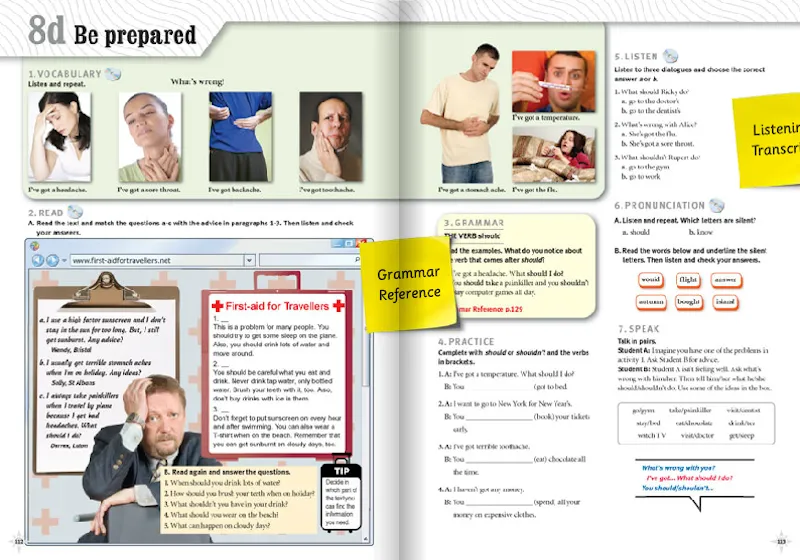 8d Be prepared
1. VOCABULARY
Listen and repeat.
What's wrong?
I've got a headache.
I've got a sore throat.
I've got backache.
I've got toothache.
I've got a stomach ache.
I've got a temperature.
I've got the flu.
2. READ
A. Read the text and match the questions a-c with the advice in paragraphs 1-3. Then listen and check
your answers.
www.first-adfortravellers.net
a. I use a high factor sunscreen and I don't
stay in the sun for too long. But, I still
get sunburnt. Any advice?
Wendy, Bristol
b. I usually get terrible stomach aches
when I'm on holiday. Any ideas?
Sally, St Albans
c. I always take painkillers
when I travel by plane
because I get bad
headaches. What
should I do?
Darren, Luton
First-aid for Travellers
1. __
This is a problem for many people. You
should try to get some sleep on the plane.
Also, you should drink lots of water and
move around.
2. __
You should be careful what you eat and
drink. Never drink tap water, only bottled
water. Brush your teeth with it, too. Also,
don't buy drinks with ice in them.
3. __
Don't forget to put sunscreen on every hour
and after swimming. You can also wear a
T-shirt when on the beach. Remember that
you can get sunburnt on cloudy days, too.
B. Read again and answer the questions.
1. When should you drink lots of water?
2. How should you brush your teeth when on holiday?
3. What shouldn't you have in your drink?
4. What should you wear on the beach?
5. What can happen on cloudy days?
TIP
Decide in
which part of
the text you
can find the
information
you need.
112
Grammar
Reference
3. GRAMMAR
THE VERB should
the examples. What do you notice about
verb that comes after should?
I've got a headache. What should I do?
You should take a painkiller and you shouldn't
play computer games all day.
Reference p.125
4. PRACTICE
Complete with should or shouldn't and the verbs
in brackets.
1. A: I've got a temperature. What should I do?
B: You ____________ (go) to bed.
2. A: I want to go to New York for New Year's.
B: You ____________ (book) your tickets
early.
3. A: I've got terrible toothache.
B: You ____________ (eat) chocolate all
the time.
4. A: I haven't got any money.
B: You ____________ (spend) all your
money on expensive clothes.
5. LISTEN
Listen to three dialogues and choose the correct
answer a or b.
1. What should Ricky do?
a. go to the doctor's
b. go to the dentist's
2. What's wrong with Alice?
a. She's got the flu.
b. She's got a sore throat.
3. What shouldn't Rupert do?
a. go to the gym
b. go to work
Listenin
Transcri
6. PRONUNCIATION
A. Listen and repeat. Which letters are silent?
a. should b. know
B. Read the words below and underline the silent
letters. Then listen and check your answers.
would flight answer
autumn bought island
7. SPEAK
Talk in pairs.
Student A: Imagine you have one of the problems in
activity 1. Ask Student B for advice.
Student B: Student A isn't feeling well. Ask what's
wrong with him/her. Then tell him/her what he/she
should/shouldn't do. Use some of the ideas in the box.
go/gym take/painkiller visit/dentist
stay/bed eat/chocolate drink/tea
watch TV visit/doctor get/sleep
What's wrong with you?
I've got... What should I do?
You should/shouldn't...
113